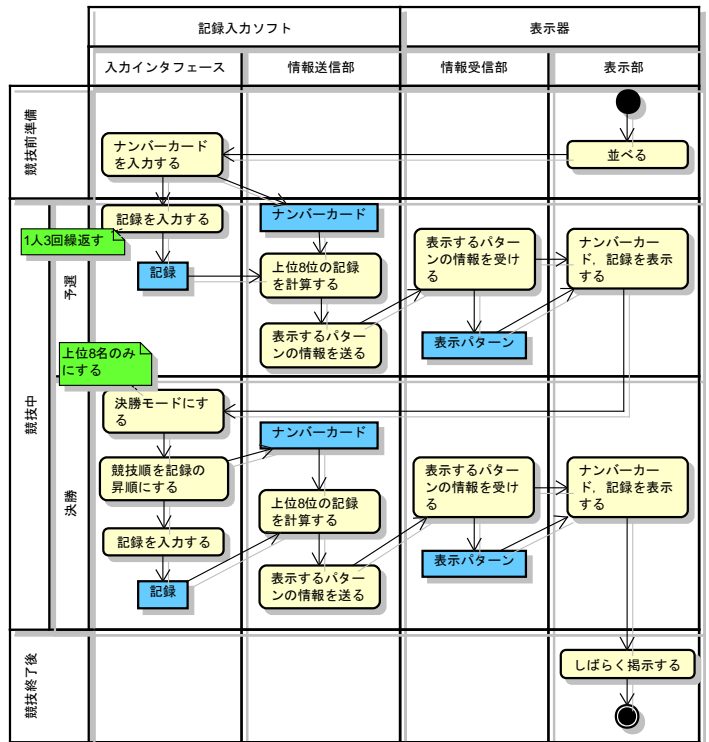 記録入力ソフト
表示器
入力インタフェース
情報送信部
情報受信部
表示部
競技前準備
ナンバーカード
を入力する
並べる
競技中
予選
記録を入力する
ナンバーカード
1人3回繰返す
記録
上位8位の記録
を計算する
表示するパター
ンの情報を受け
る
ナンバーカー
ド，記録を表示
する
表示するパター
ンの情報を送る
表示パターン
上位8名のみ
にする
決勝
決勝モードにす
る
ナンバーカード
競技順を記録の
昇順にする
上位8位の記録
を計算する
表示するパター
ンの情報を受け
る
ナンバーカー
ド，記録を表示
する
記録を入力する
表示パターン
記録
表示するパター
ンの情報を送る
競技終了後
しばらく掲示する